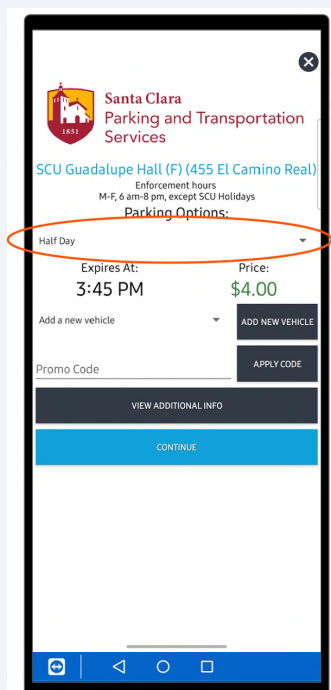 1851
Santa Clara
Parking and Transportation
Services
SCU Guadalupe Hall (F) (455 El Camino Real)
Enforcement hours
M-F, 6 am-8 pm, except SCU Holidays
Parking Options:
Half Day
Expires At: Price:
3:45 PM $4.00
Add a new vehicle ADD NEW VEHICLE
Promo Code APPLY CODE
VIEW ADDITIONAL INFO
CONTINUE